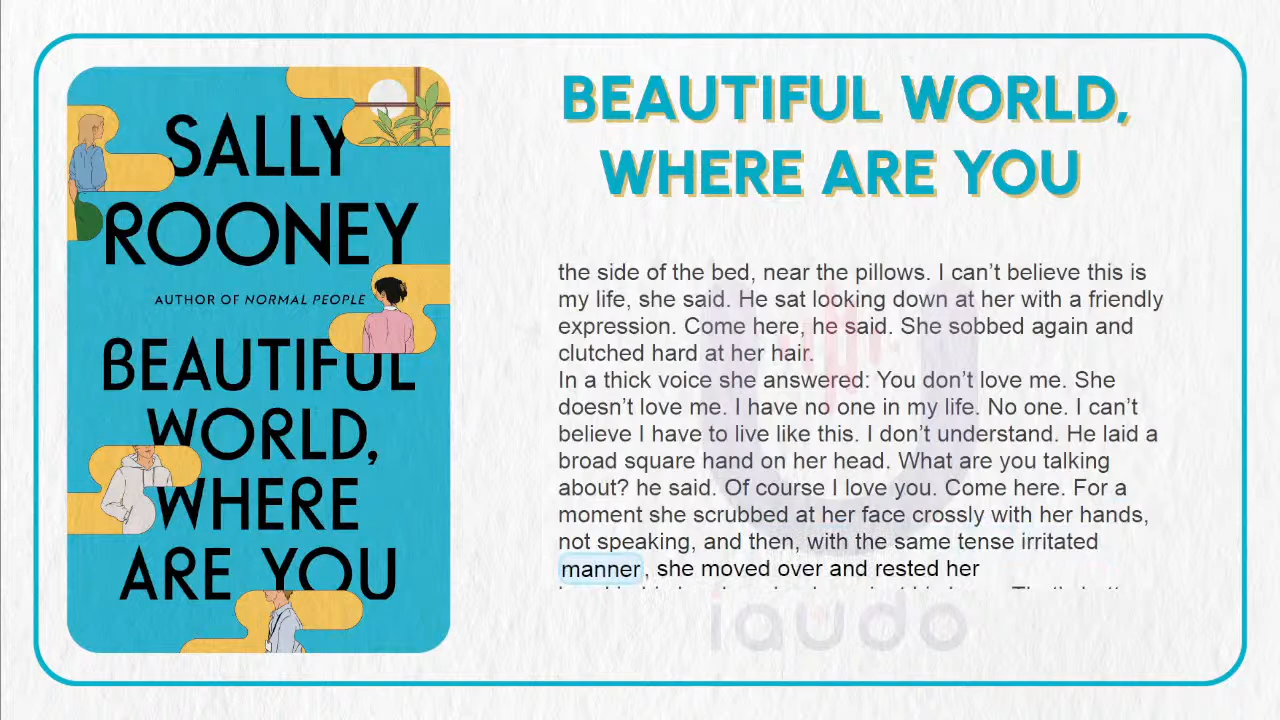 SALLY
ROONEY
AUTHOR OF NORMAL PEOPLE
BEAUTIFUL
WORLD,
WHERE
ARE YOU
BEAUTIFUL WORLD,
WHERE ARE YOU
the side of the bed, near the pillows. I can’t believe this is
my life, she said. He sat looking down at her with a friendly
expression. Come here, he said. She sobbed again and
clutched hard at her hair.
In a thick voice she answered: You don’t love me. She
doesn’t love me. I have no one in my life. No one. I can’t
believe I have to live like this. I don’t understand. He laid a
broad square hand on her head. What are you talking
about? he said. Of course I love you. Come here. For a
moment she scrubbed at her face crossly with her hands,
not speaking, and then, with the same tense irritated
manner, she moved over and rested her
iaudo